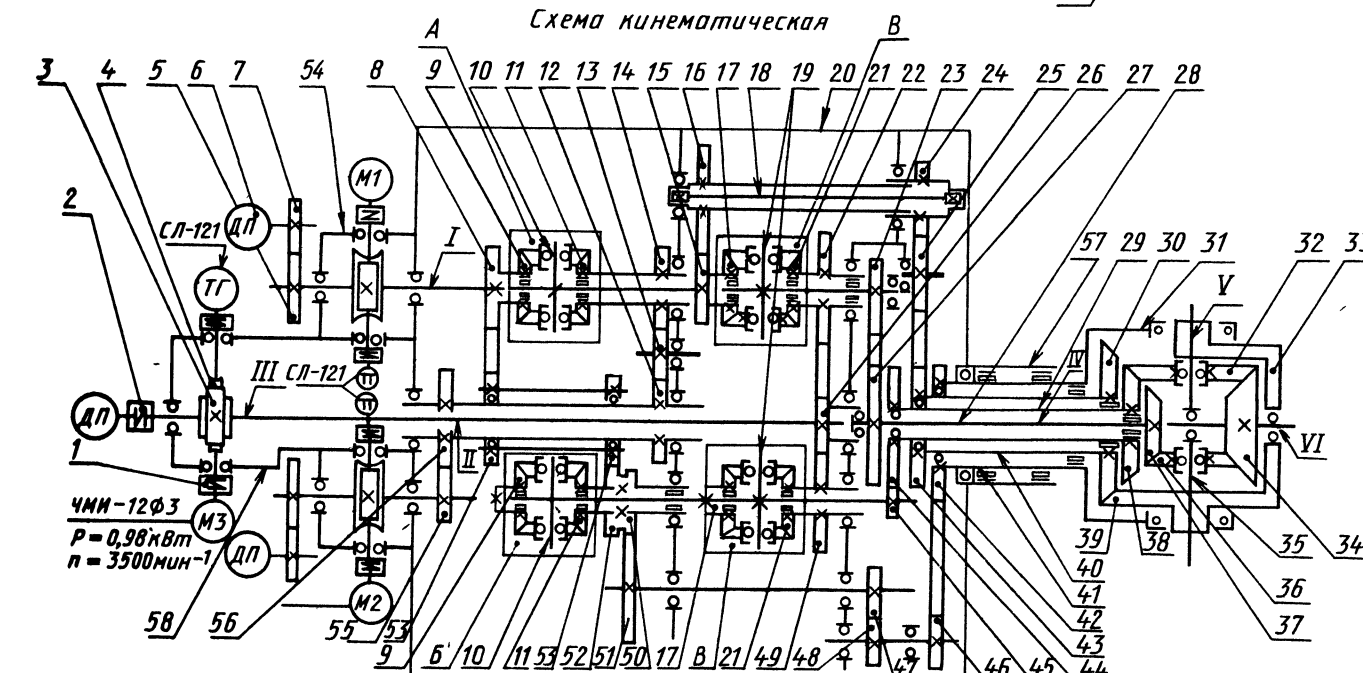 Схема кинематическая
А В
3 4 5 6 7 54 8 9 10 11 12 13 14 15 16 17 18 19 20 21 22 23 24 25 26 27 28
М1
2 СЛ-121 ДП I
ТГ
57 29 30 31 32 33
V
III СЛ-121 IV
ДП
II VI
1
ЧМИ-12Ф3
Р=0,98кВт
n=3500мин-1
М3 ДП
М2
39 38 35 34
40
41 36
42
43 37
58 56 55 53 9 Б 10 11 53 52 51 50 17 В 21 49 48 47 46 45 44